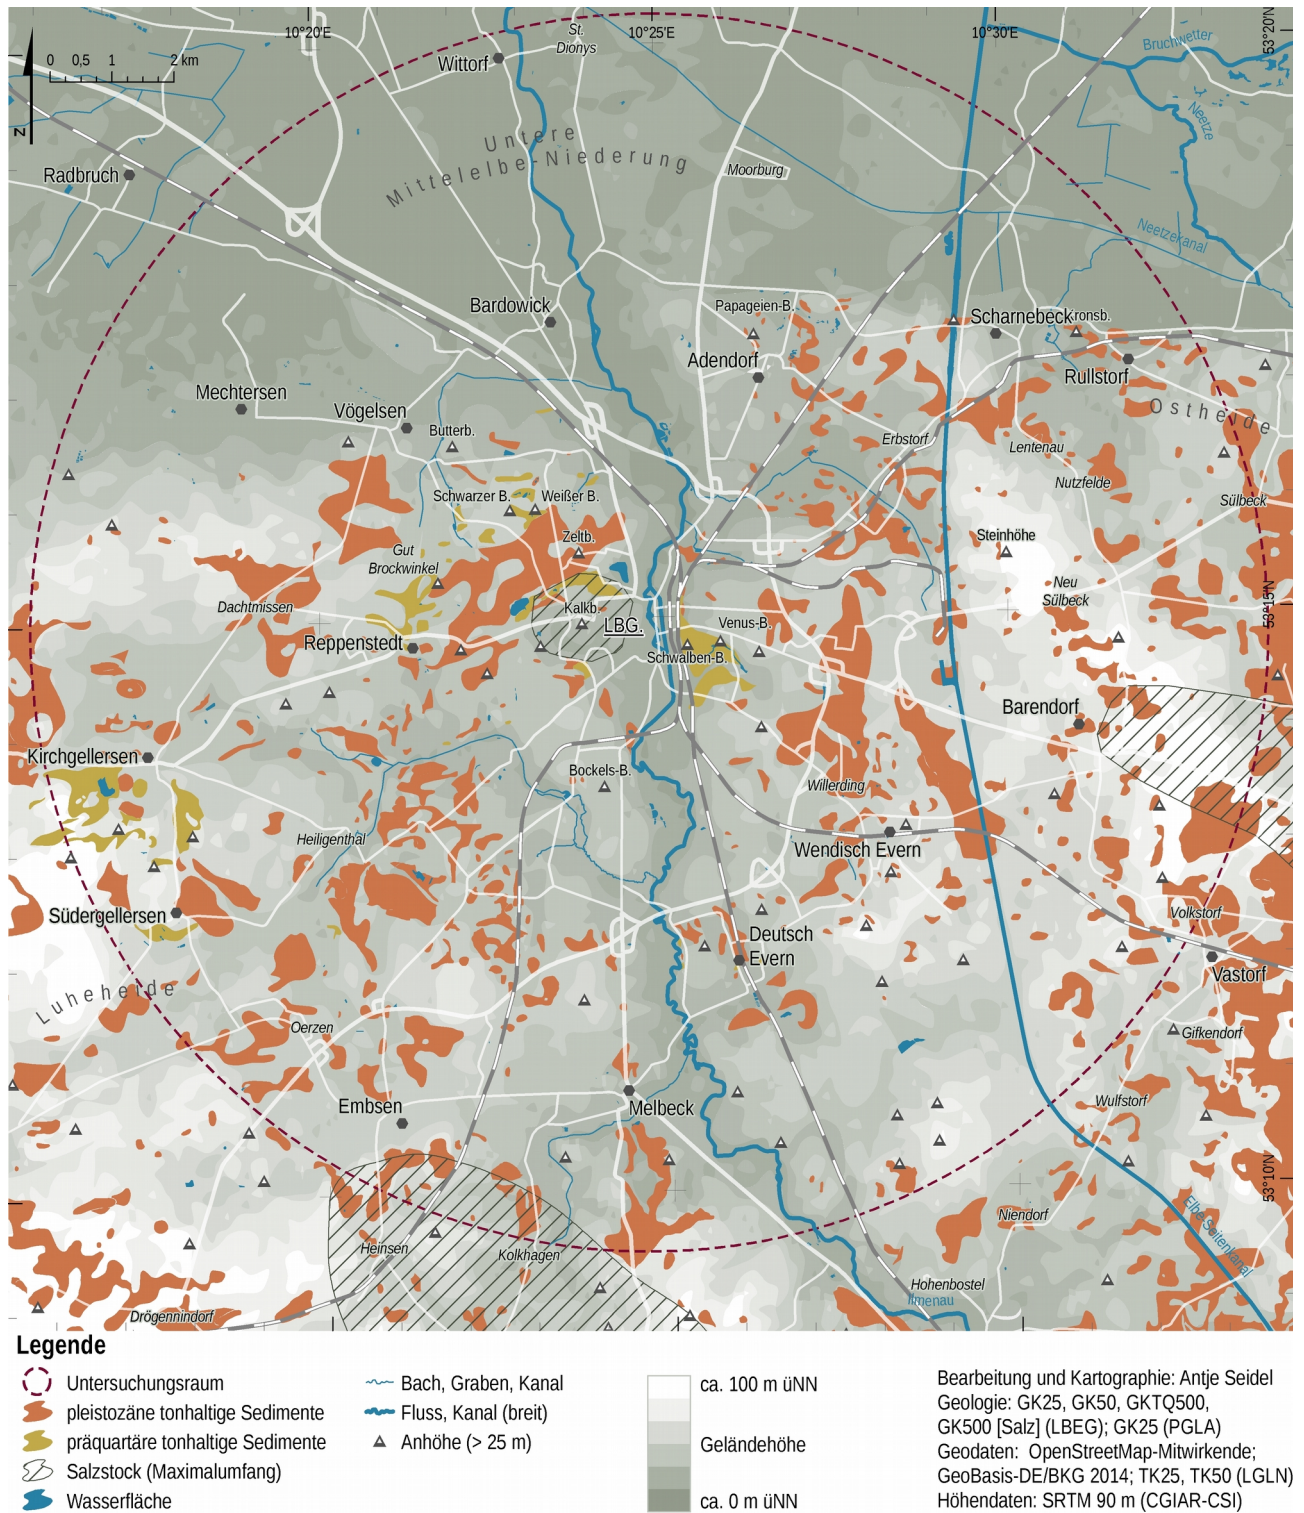 10°20'E
10°25'E
10°30'E
53°20'N
St.
Dionys
0 0,5 1 2 km
N
Wittorf
Bruchwetter
Neetze
Untere
Mittelelbe-Niederung
Radbruch
Moorburg
Neetzekanal
Bardowick
Papageien-B.
Scharnebeck
Kronsb.
Adendorf
Rullstorf
Mechtersen
Vögelsen
Ostheide
Butterb.
Erbstorf
Lentenau
Nutzfelde
Schwarzer B.
Weißer B.
Sülbeck
Zeltb.
Steinhöhe
Gut
Brockwinkel
Neu
Sülbeck
53°15'N
Dachtmissen
Kalkb.
LBG.
Venus-B.
Reppenstedt
Schwalben-B.
Barendorf
Kirchgellersen
Bockels-B.
Willerding
Heiligenthal
Wendisch Evern
Südergellersen
Volkstorf
Deutsch
Evern
Vastorf
Luheheide
Oerzen
Gifkendorf
Embsen
Melbeck
Wulfstorf
53°10'N
Niendorf
Elbe-Seitenkanal
Heinsen
Kolkhagen
Hohenbostel
Ilmenau
Drögennindorf
Legende
Untersuchungsraum
pleistozäne tonhaltige Sedimente
präquartäre tonhaltige Sedimente
Salzstock (Maximalumfang)
Wasserfläche
Bach, Graben, Kanal
Fluss, Kanal (breit)
Anhöhe (> 25 m)
ca. 100 m üNN
Geländehöhe
ca. 0 m üNN
Bearbeitung und Kartographie: Antje Seidel
Geologie: GK25, GK50, GKTQ500,
GK500 [Salz] (LBEG); GK25 (PGLA)
Geodaten: OpenStreetMap-Mitwirkende;
GeoBasis-DE/BKG 2014; TK25, TK50 (LGLN)
Höhendaten: SRTM 90 m (CGIAR-CSI)